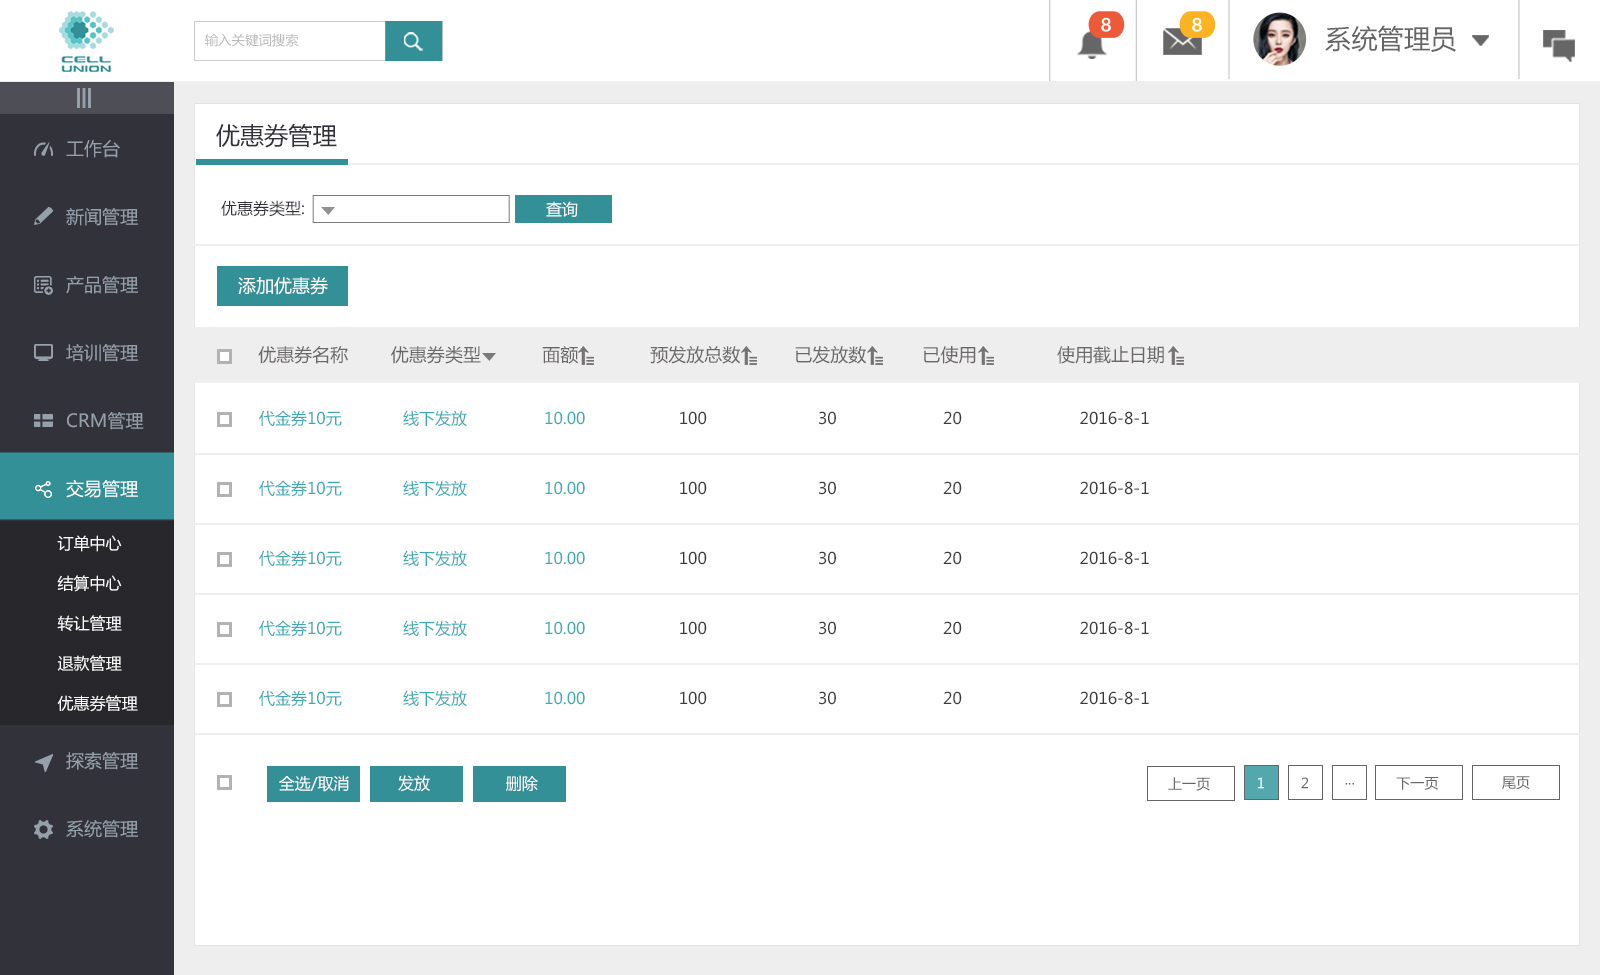 CELL
UNION
输入关键词搜索
8
8
系统管理员
工作台
新闻管理
产品管理
培训管理
CRM管理
交易管理
订单中心
结算中心
转让管理
退款管理
优惠券管理
探索管理
系统管理
优惠券管理
优惠券类型:
查询
添加优惠券
优惠券名称 优惠券类型 面额 预发放总数 已发放数 已使用 使用截止日期
代金券10元 线下发放 10.00 100 30 20 2016-8-1
代金券10元 线下发放 10.00 100 30 20 2016-8-1
代金券10元 线下发放 10.00 100 30 20 2016-8-1
代金券10元 线下发放 10.00 100 30 20 2016-8-1
代金券10元 线下发放 10.00 100 30 20 2016-8-1
全选/取消 发放 删除 上一页 1 2 ... 下一页 尾页